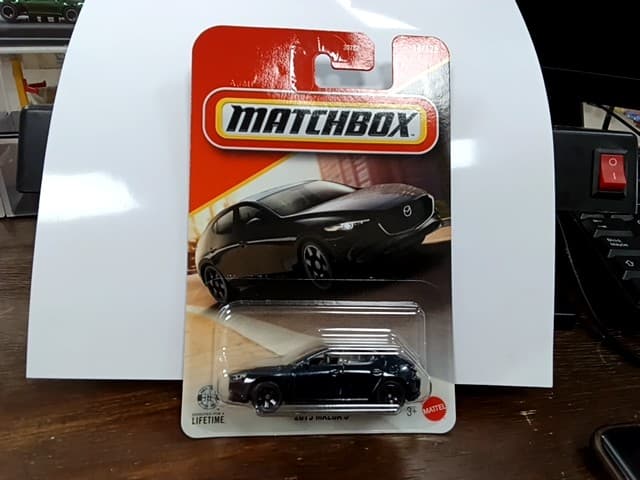 MATCHBOX
LIFETIME
2019 MAZDA 3
3+
MATTEL